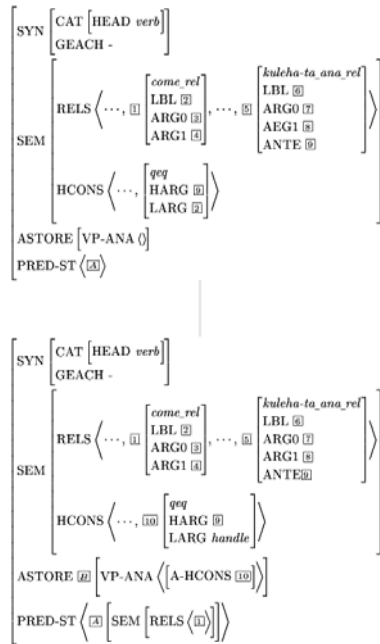 SYN [CAT [HEAD verb]
GEACH -]
SEM [RELS ⟨…, 1 [come_rel
LBL 2
ARG0 3
ARG1 4], …, 5 [kuleha-ta_ana_rel
LBL 6
ARG0 7
AEG1 8
ANTE 9]⟩
HCONS ⟨…, [qeq
HARG 9
LARG 2]⟩]
ASTORE [VP-ANA ⟨⟩]
PRED-ST ⟨A⟩
SYN [CAT [HEAD verb]
GEACH -]
SEM [RELS ⟨…, 1 [come_rel
LBL 2
ARG0 3
ARG1 4], …, 5 [kuleha-ta_ana_rel
LBL 6
ARG0 7
ARG1 8
ANTE 9]⟩
HCONS ⟨…, 10 [qeq
HARG 9
LARG handle]⟩]
ASTORE B [VP-ANA ⟨[A-HCONS 10]⟩]
PRED-ST ⟨A [SEM [RELS ⟨1⟩]]⟩